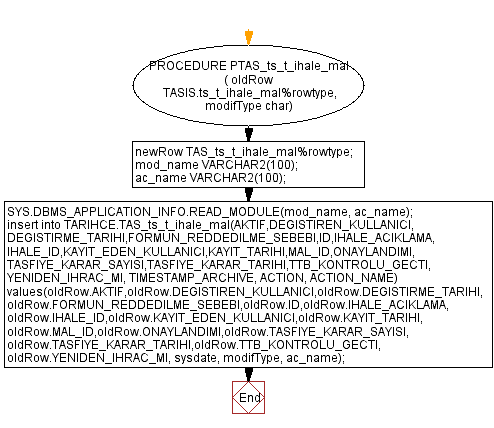 PROCEDURE PTAS_ts_t_ihale_mal
( oldRow
TASIS.ts_t_ihale_mal%rowtype,
modifType char)
newRow TAS_ts_t_ihale_mal%rowtype;
mod_name VARCHAR2(100);
ac_name VARCHAR2(100);
SYS.DBMS_APPLICATION_INFO.READ_MODULE(mod_name, ac_name);
insert into TARIHCE.TAS_ts_t_ihale_mal(AKTIF,DEGISTIREN_KULLANICI,
DEGISTIRME_TARIHI,FORMUN_REDDEDILME_SEBEBI,ID,IHALE_ACIKLAMA,
IHALE_ID,KAYIT_EDEN_KULLANICI,KAYIT_TARIHI,MAL_ID,ONAYLANDIMI,
TASFIYE_KARAR_SAYISI,TASFIYE_KARAR_TARIHI,TTB_KONTROLU_GECTI,
YENIDEN_IHRAC_MI, TIMESTAMP_ARCHIVE, ACTION, ACTION_NAME)
values(oldRow.AKTIF,oldRow.DEGISTIREN_KULLANICI,oldRow.DEGISTIRME_TARIHI,
oldRow.FORMUN_REDDEDILME_SEBEBI,oldRow.ID,oldRow.IHALE_ACIKLAMA,
oldRow.IHALE_ID,oldRow.KAYIT_EDEN_KULLANICI,oldRow.KAYIT_TARIHI,
oldRow.MAL_ID,oldRow.ONAYLANDIMI,oldRow.TASFIYE_KARAR_SAYISI,
oldRow.TASFIYE_KARAR_TARIHI,oldRow.TTB_KONTROLU_GECTI,
oldRow.YENIDEN_IHRAC_MI, sysdate, modifType, ac_name);
End